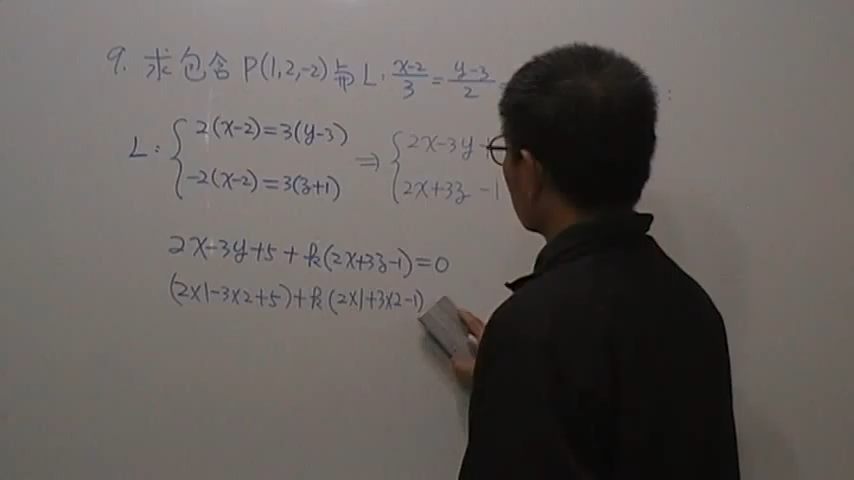 9. 求包含 P(1,2,-2) 與 L: \frac{x-2}{3} = \frac{y-3}{2}
L: { 2(x-2)=3(y-3) ⇒ { 2x-3y+
-2(x-2)=3(z+1) 2x+3z-1
2x-3y+5+k(2x+3z-1)=0
(2×1-3×2+5)+k(2×1+3×2-1)